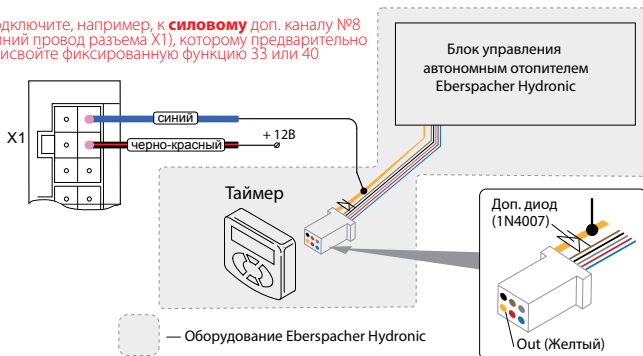 одключите, например, к силовому доп. каналу №8
иний провод разъема X1), которому предварительно
исвойте фиксированную функцию 33 или 40
Блок управления
автономным отопителем
Eberspacher Hydronic
X1
синий
черно-красный
+ 12В
Таймер
Доп. диод
(1N4007)
Out (Желтый)
— Оборудование Eberspacher Hydronic